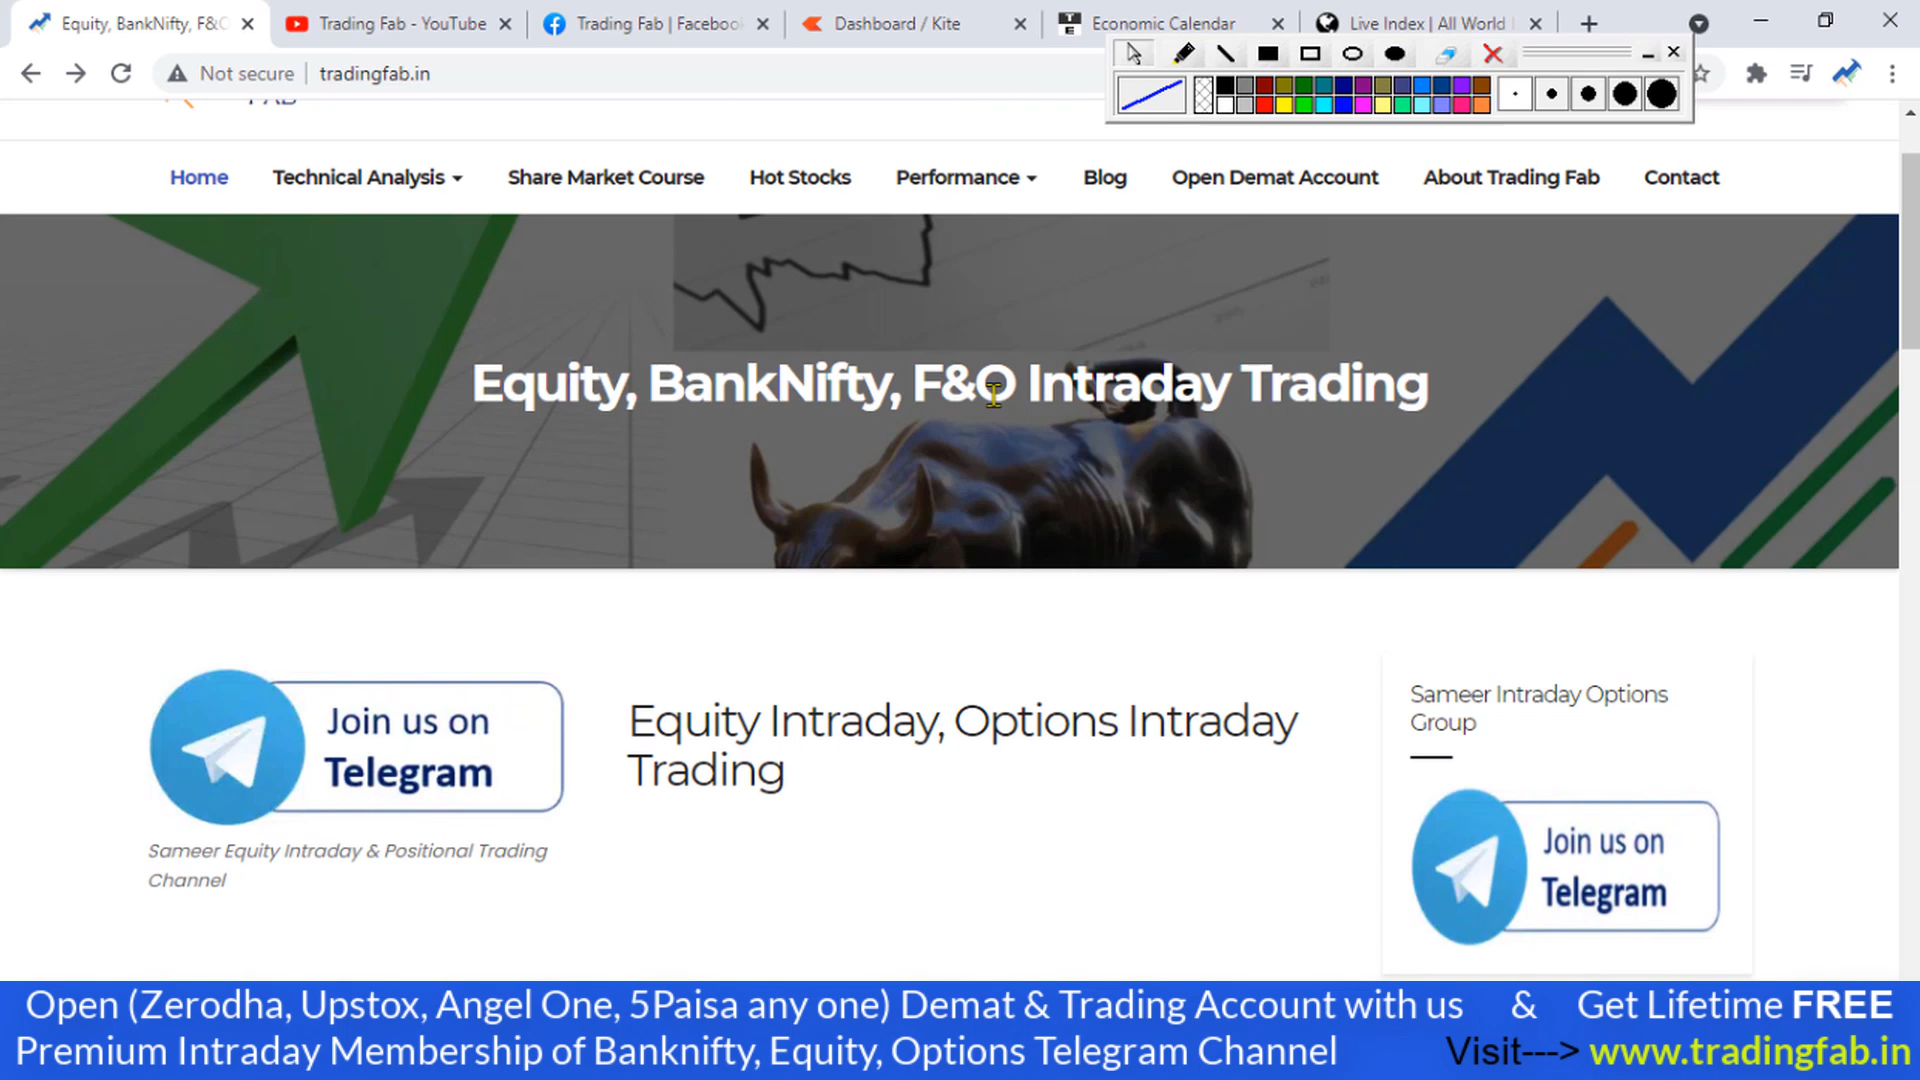 Equity, BankNifty, F&O
Trading Fab - YouTube
Trading Fab | Facebook
Dashboard / Kite
Economic Calendar
Live Index | All World
Not secure
tradingfab.in
Home
Technical Analysis
Share Market Course
Hot Stocks
Performance
Blog
Open Demat Account
About Trading Fab
Contact
Equity, BankNifty, F&O Intraday Trading
Join us on
Telegram
Sameer Equity Intraday & Positional Trading
Channel
Equity Intraday, Options Intraday
Trading
Sameer Intraday Options
Group
Join us on
Telegram
Open (Zerodha, Upstox, Angel One, 5Paisa any one) Demat & Trading Account with us & Get Lifetime FREE
Premium Intraday Membership of Banknifty, Equity, Options Telegram Channel Visit---> www.tradingfab.in